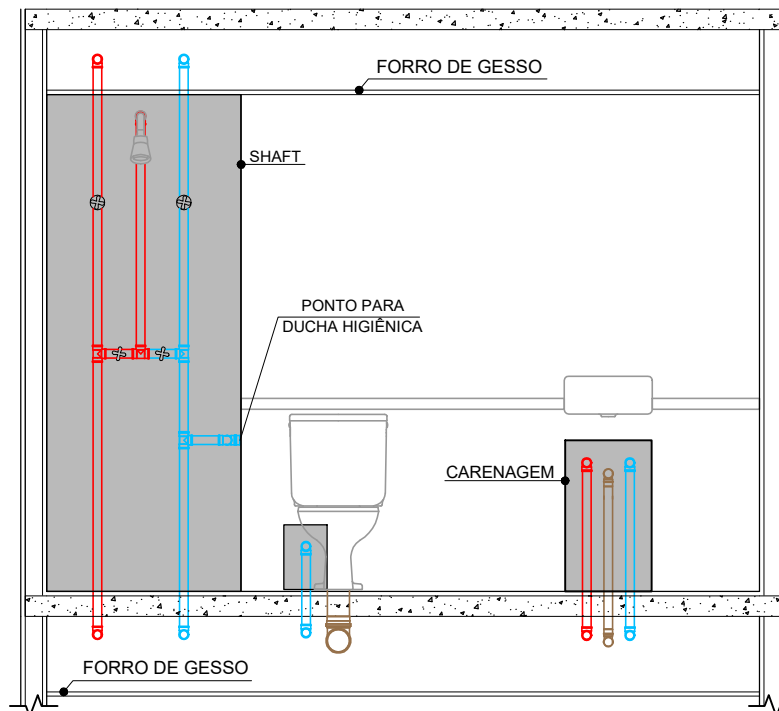 FORRO DE GESSO
SHAFT
PONTO PARA
DUCHA HIGIÊNICA
CARENAGEM
FORRO DE GESSO